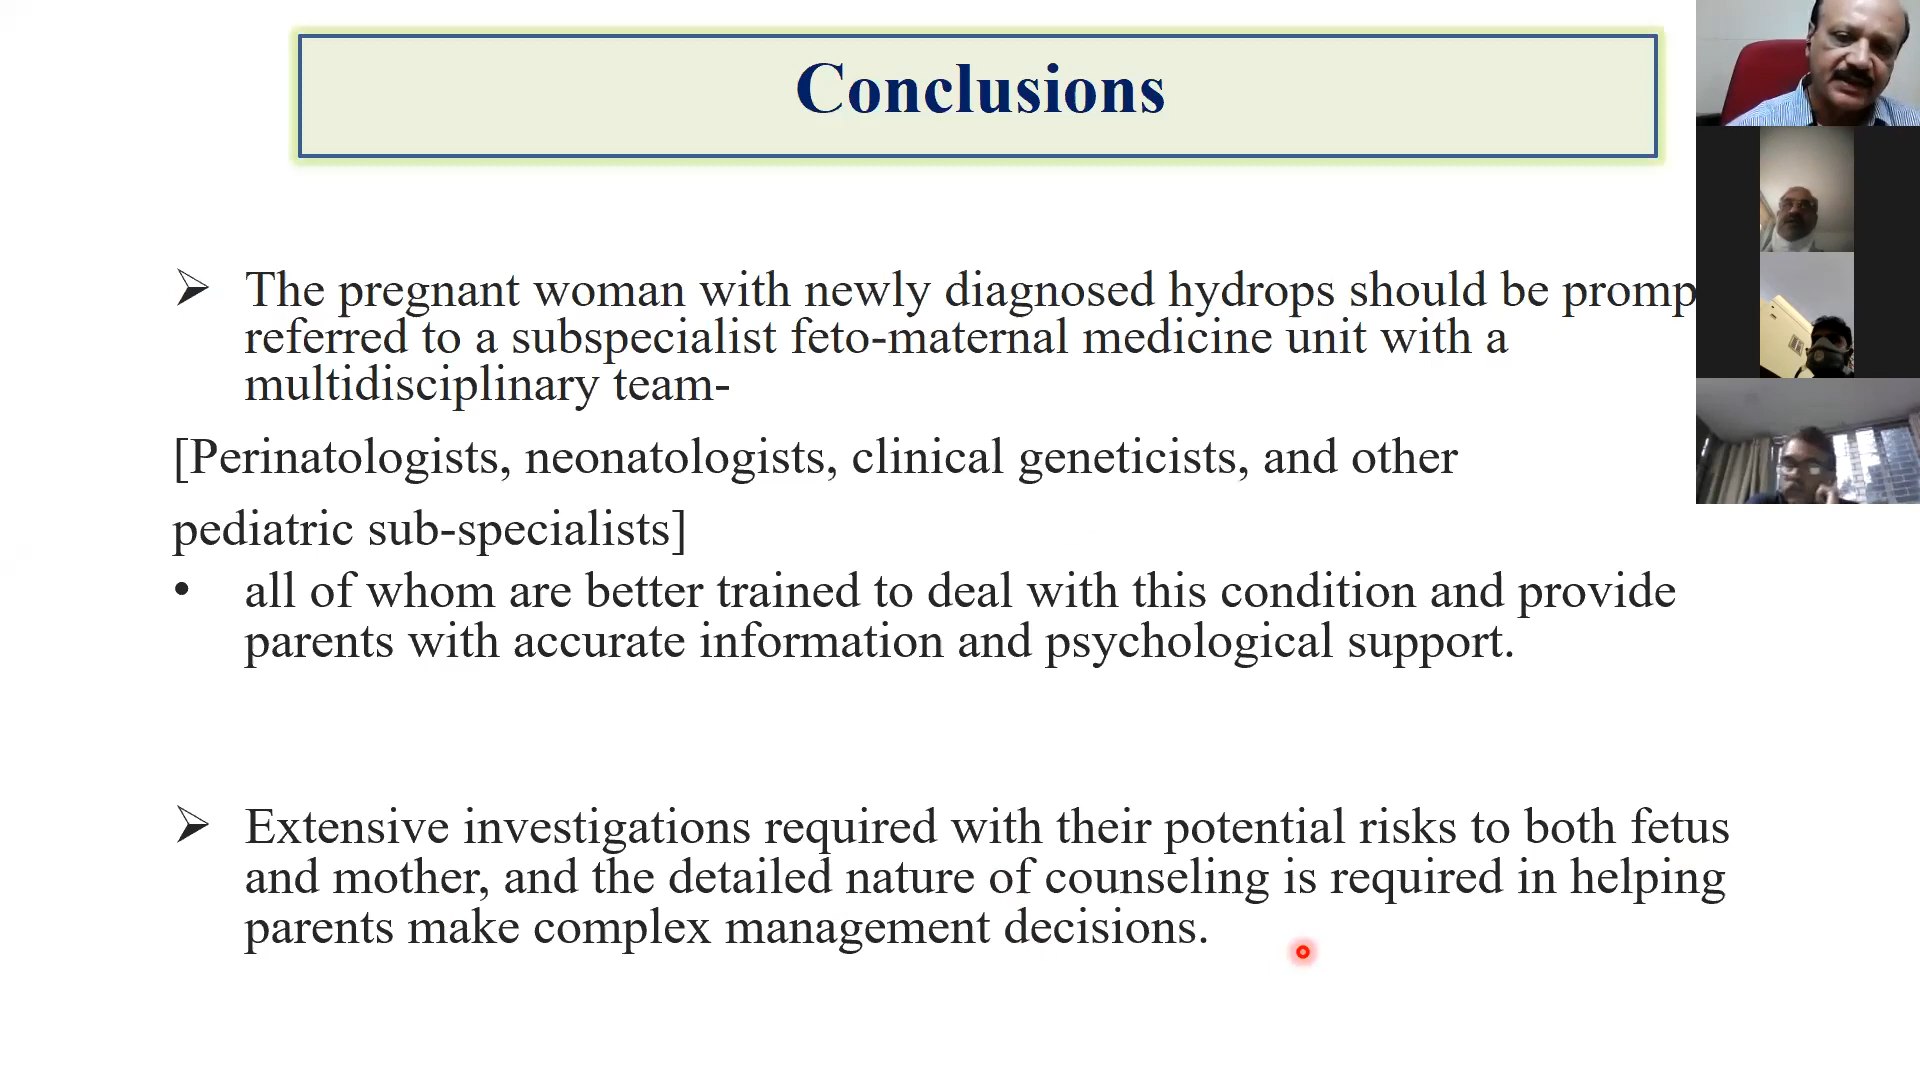 Conclusions
➢ The pregnant woman with newly diagnosed hydrops should be promp
referred to a subspecialist feto-maternal medicine unit with a
multidisciplinary team-
[Perinatologists, neonatologists, clinical geneticists, and other
pediatric sub-specialists]
• all of whom are better trained to deal with this condition and provide
parents with accurate information and psychological support.
➢ Extensive investigations required with their potential risks to both fetus
and mother, and the detailed nature of counseling is required in helping
parents make complex management decisions.